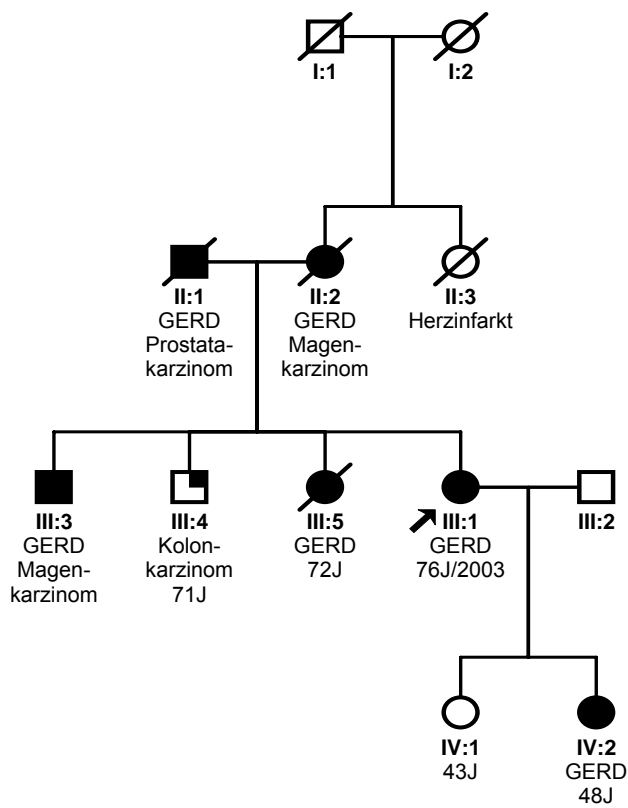 I:1
I:2
II:1
GERD
Prostata-
karzinom
II:2
GERD
Magen-
karzinom
II:3
Herzinfarkt
III:3
GERD
Magen-
karzinom
III:4
Kolon-
karzinom
71J
III:5
GERD
72J
III:1
GERD
76J/2003
III:2
IV:1
43J
IV:2
GERD
48J